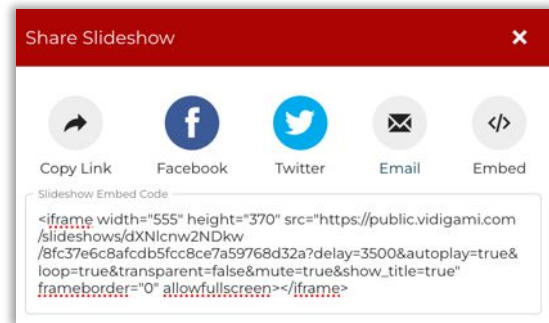 Share Slideshow
Copy Link
Facebook
Twitter
Email
Embed
Slideshow Embed Code
<iframe width="555" height="370" src="https://public.vidigami.com
/slideshows/dXNlcnw2NDkw
/8fc37e6c8afcdb5fcc8ce7a59768d32a?delay=3500&autoplay=true&
loop=true&transparent=false&mute=true&show_title=true"
frameborder="0" allowfullscreen></iframe>